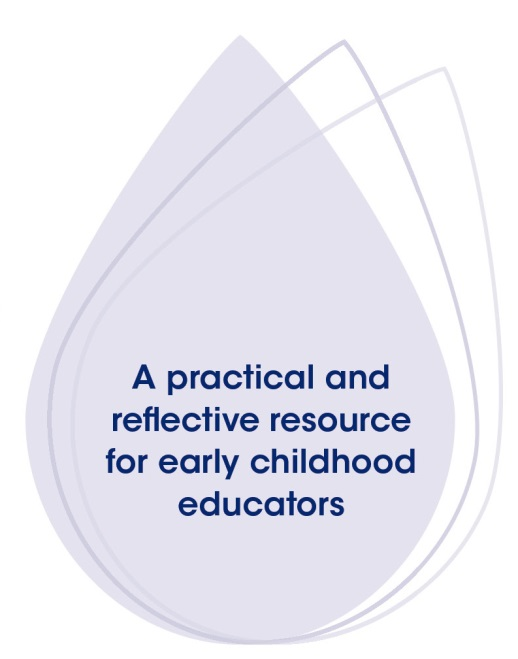 A practical and
reflective resource
for early childhood
educators